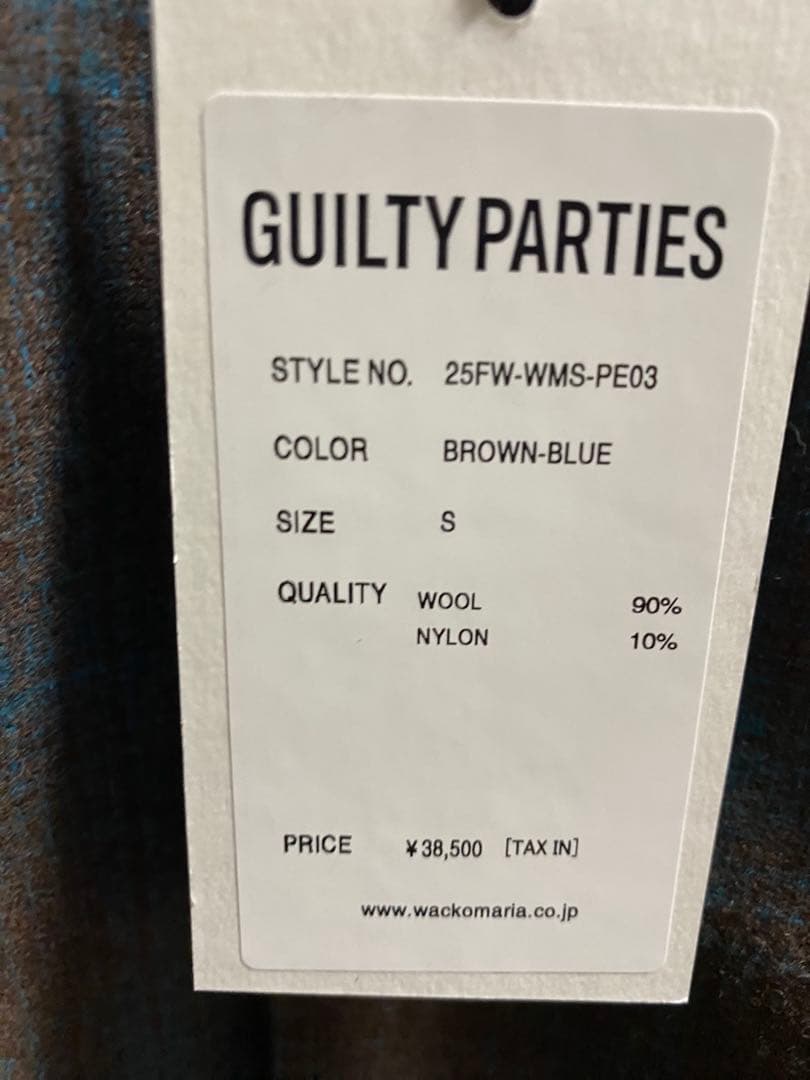 GUILTY PARTIES
STYLE NO. 25FW-WMS-PE03
COLOR BROWN-BLUE
SIZE S
QUALITY WOOL 90%
NYLON 10%
PRICE ¥38,500 [TAX IN]
www.wackomaria.co.jp